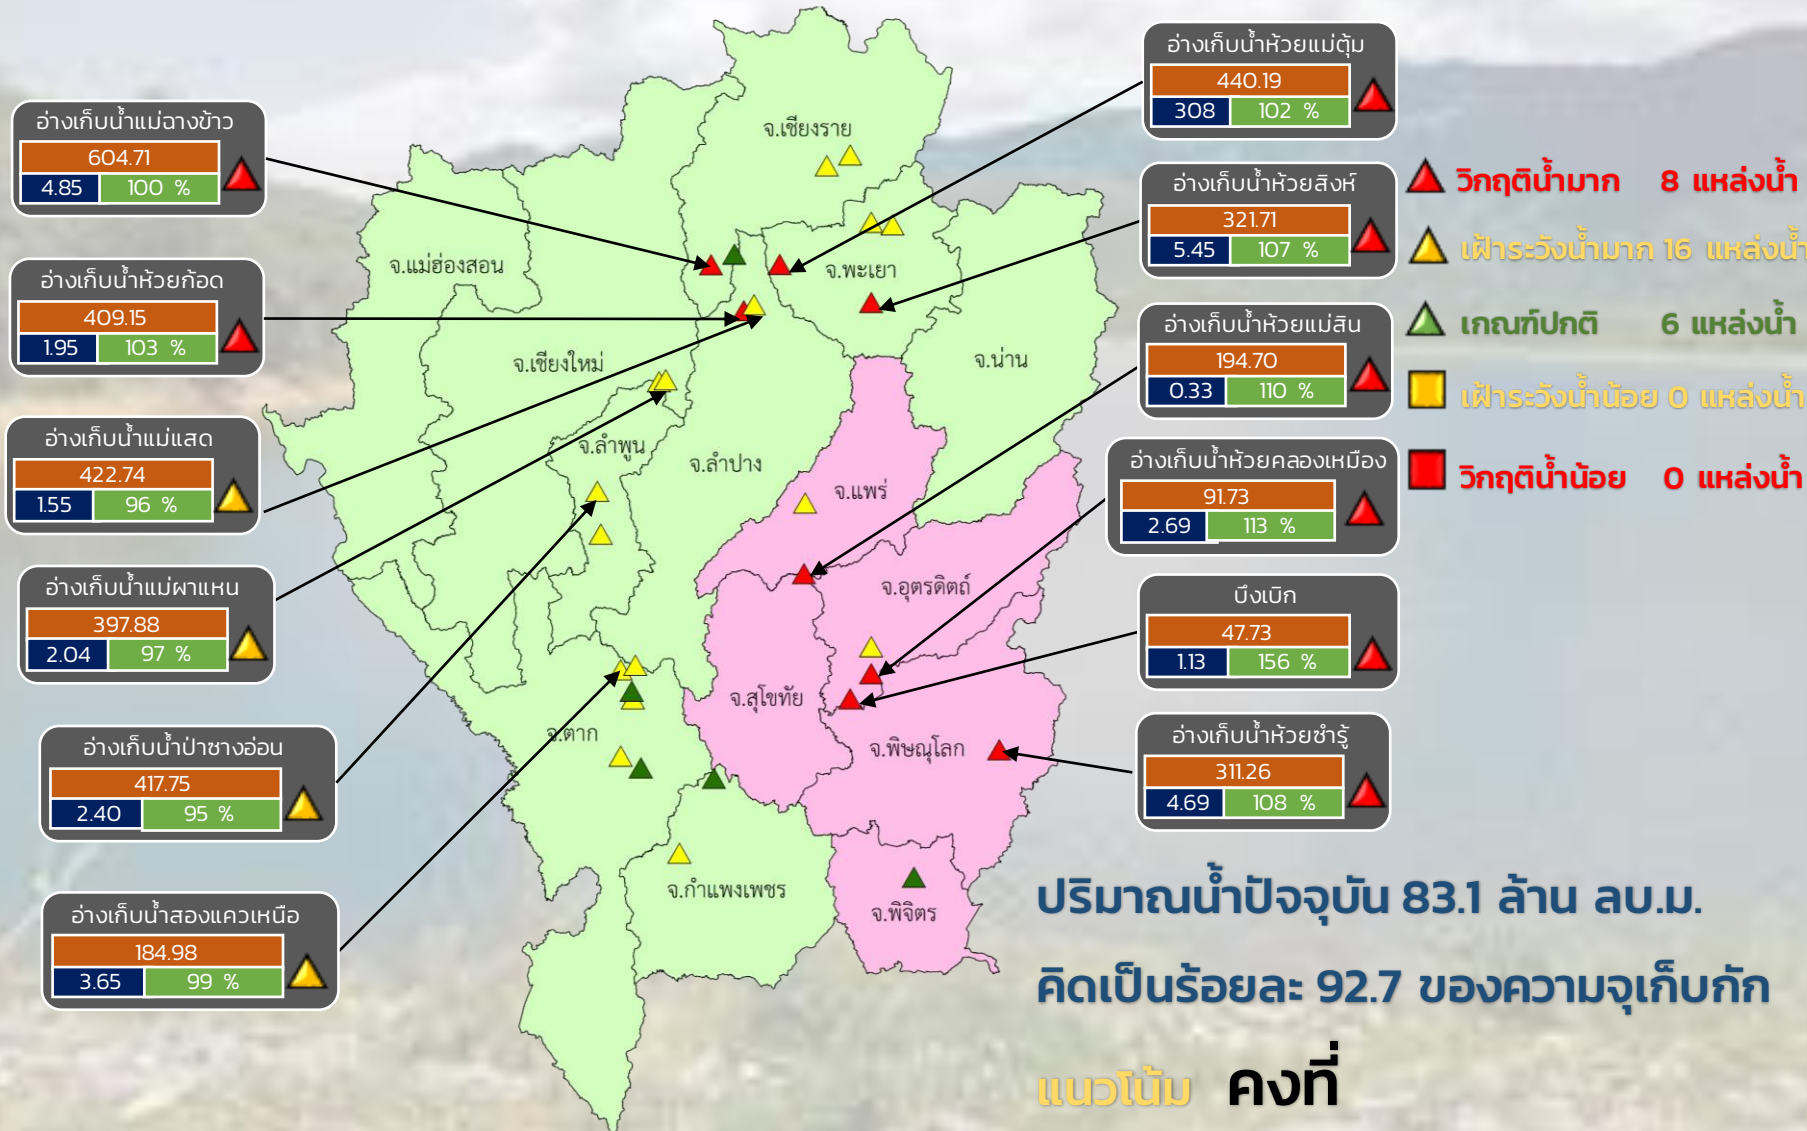 อ่างเก็บน้ำแม่ฉางข้าว
604.71
4.85 100 %
อ่างเก็บน้ำห้วยก้อด
409.15
1.95 103 %
อ่างเก็บน้ำแม่แสด
422.74
1.55 96 %
อ่างเก็บน้ำแม่ผาแหน
397.88
2.04 97 %
อ่างเก็บน้ำป่าซางอ่อน
417.75
2.40 95 %
อ่างเก็บน้ำสองแควเหนือ
184.98
3.65 99 %
จ.เชียงราย
จ.แม่ฮ่องสอน
จ.พะเยา
จ.เชียงใหม่
จ.น่าน
จ.ลำพูน
จ.ลำปาง
จ.แพร่
จ.อุตรดิตถ์
จ.สุโขทัย
จ.ตาก
จ.พิษณุโลก
จ.กำแพงเพชร
จ.พิจิตร
อ่างเก็บน้ำห้วยแม่ตุ้ม
440.19
308 102 %
อ่างเก็บน้ำห้วยสิงห์
321.71
5.45 107 %
อ่างเก็บน้ำห้วยแม่สิน
194.70
0.33 110 %
อ่างเก็บน้ำห้วยคลองเหมือง
91.73
2.69 113 %
บึงเบิก
47.73
1.13 156 %
อ่างเก็บน้ำห้วยซำรู้
311.26
4.69 108 %
วิกฤติน้ำมาก 8 แหล่งน้ำ
เฝ้าระวังน้ำมาก 16 แหล่งน้ำ
เกณฑ์ปกติ 6 แหล่งน้ำ
เฝ้าระวังน้ำน้อย 0 แหล่งน้ำ
วิกฤติน้ำน้อย 0 แหล่งน้ำ
ปริมาณน้ำปัจจุบัน 83.1 ล้าน ลบ.ม.
คิดเป็นร้อยละ 92.7 ของความจุเก็บกัก
แนวโน้ม คงที่